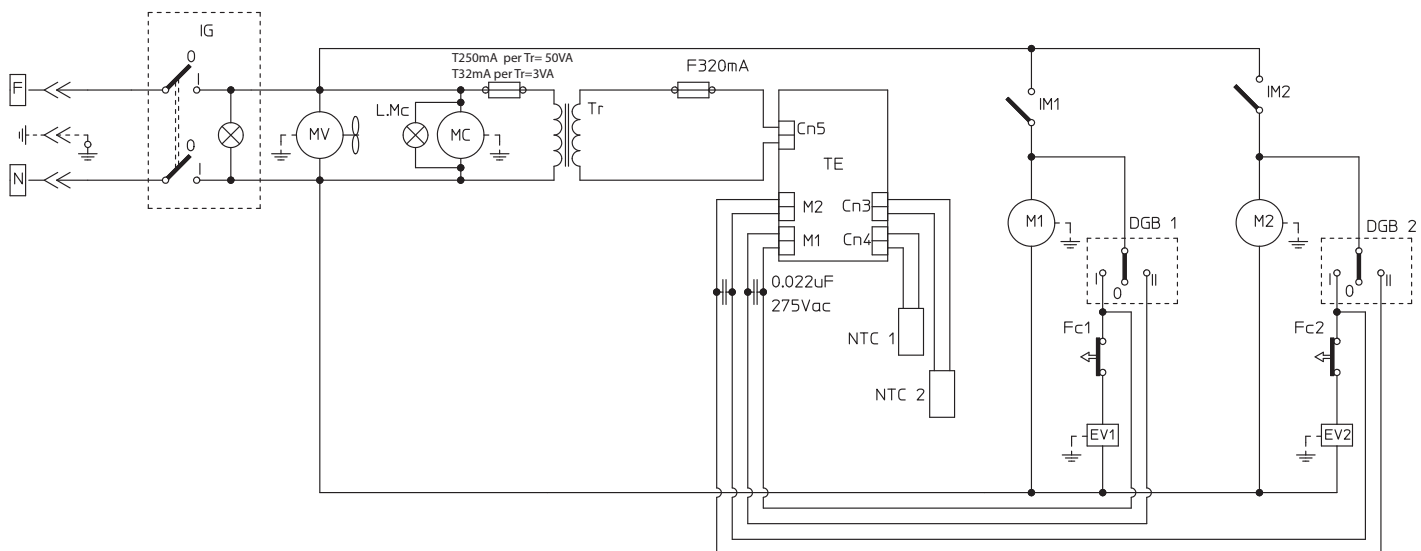 IG
0
I
F
N
0
I
MV
L.Mc
MC
T250mA per Tr= 50VA
T32mA per Tr=3VA
Tr
F320mA
Cn5
TE
M2
Cn3
M1
Cn4
0.022uF
275Vac
NTC 1
NTC 2
IM1
M1
DGB 1
I
0
II
Fc1
EV1
IM2
M2
DGB 2
I
0
II
Fc2
EV2